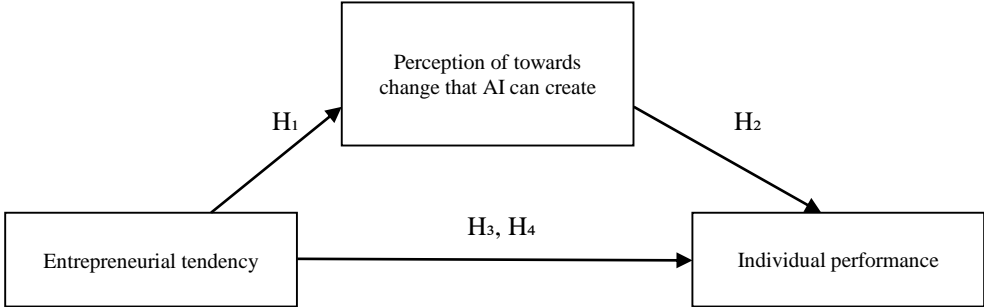 Perception of towards
change that AI can create
H₁
H₂
H₃, H₄
Entrepreneurial tendency
Individual performance